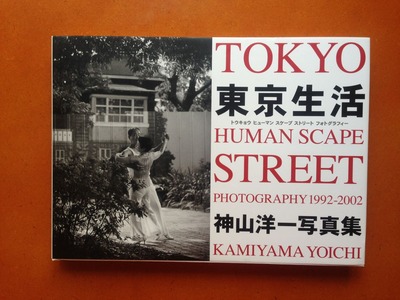 TOKYO
東京生活
トウキョウ ヒューマン スケープ ストリート フォトグラフィー
HUMAN SCAPE
STREET
PHOTOGRAPHY 1992-2002
神山洋一写真集
KAMIYAMA YOICHI